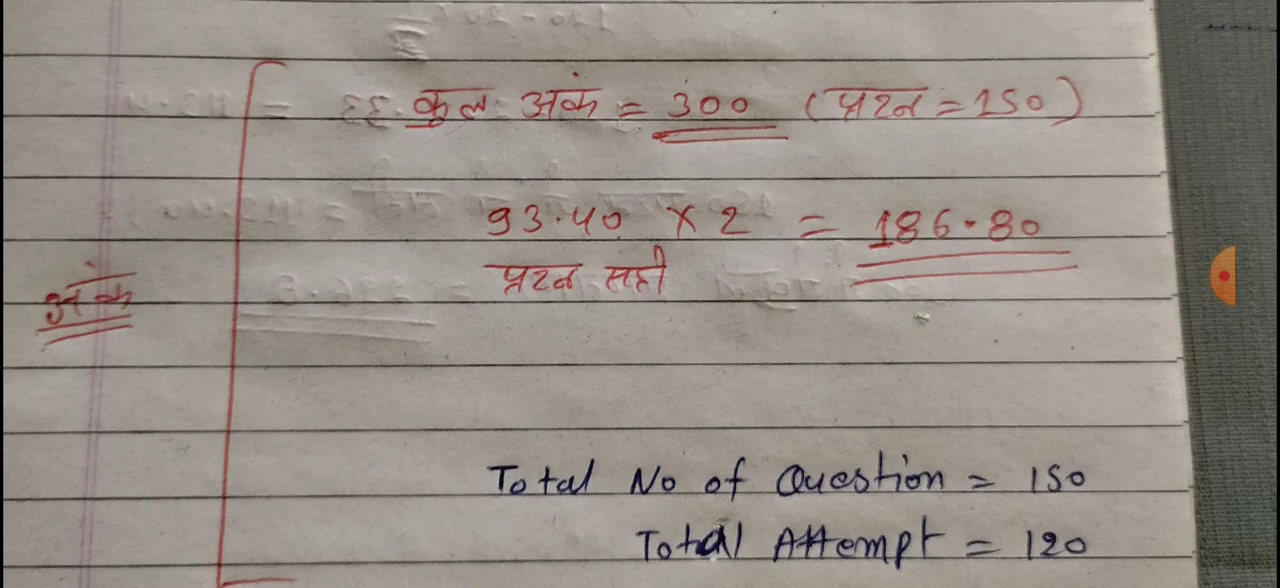 कुल अंक = 300 (प्रश्न = 150)
93.40 x 2 = 186.80
प्रश्न सही
अंक
Total No of Question = 150
Total Attempt = 120